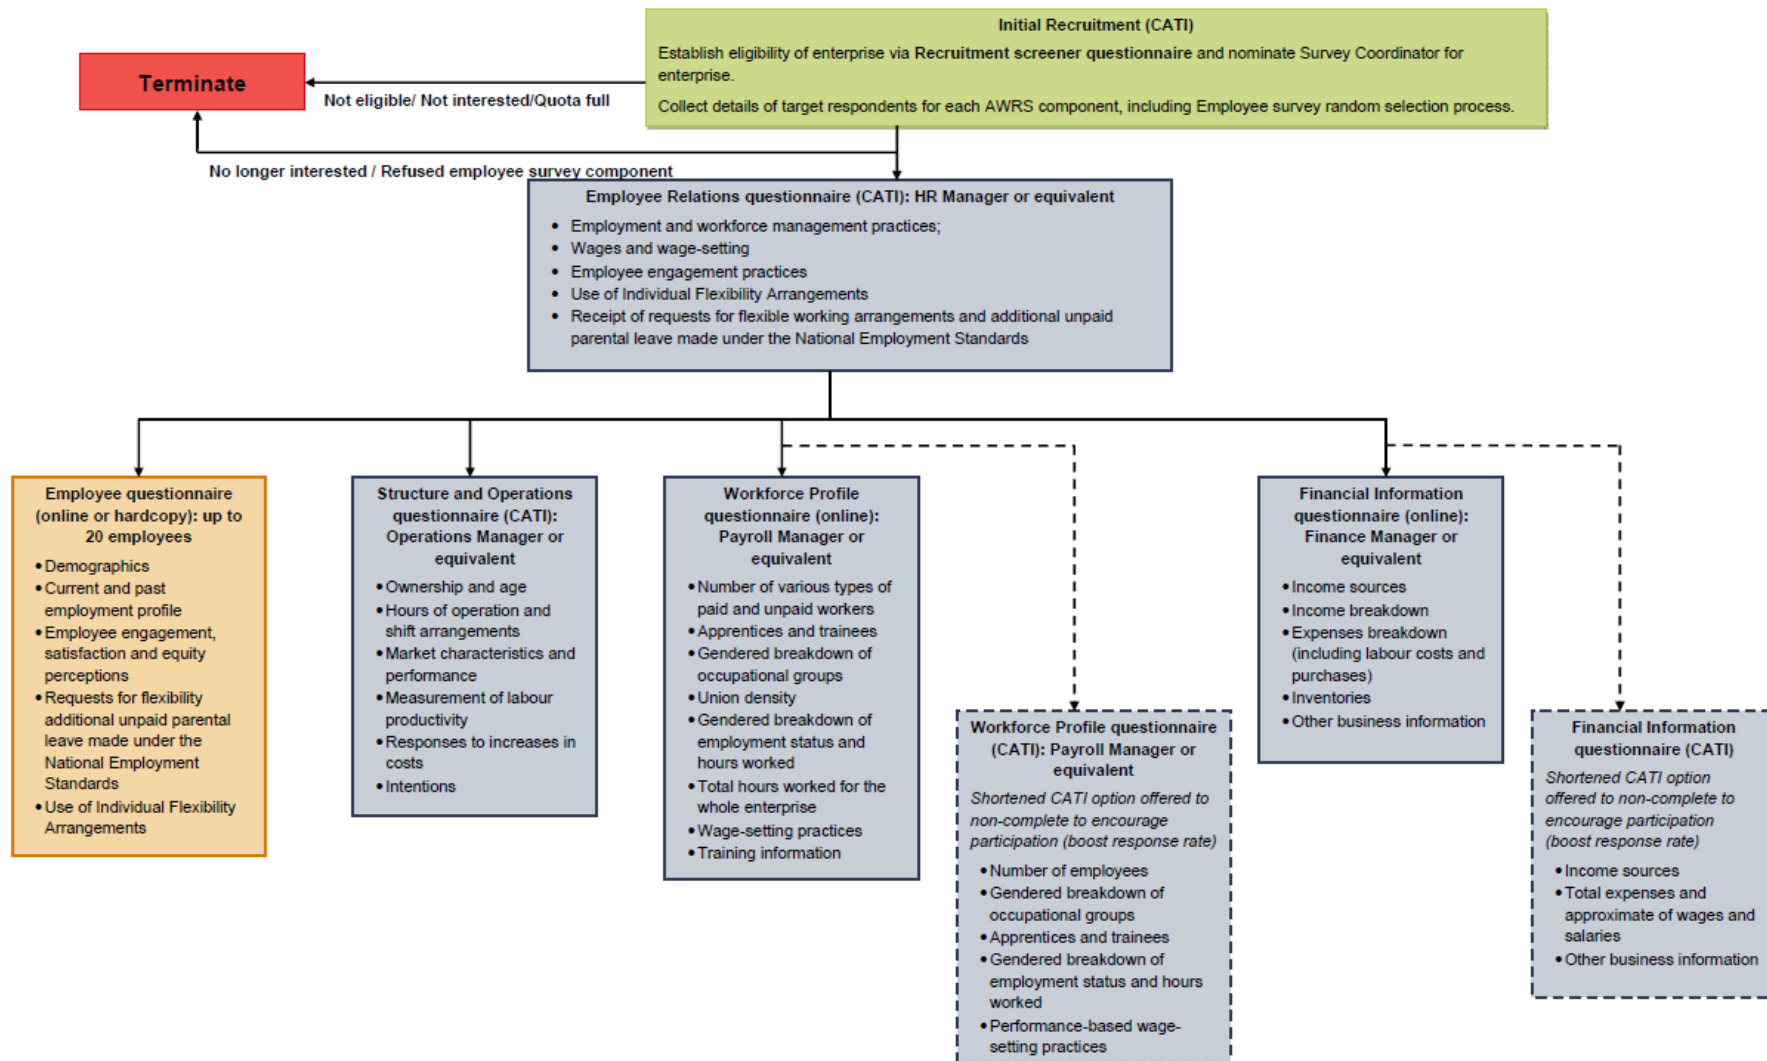 Initial Recruitment (CATI)
Establish eligibility of enterprise via Recruitment screener questionnaire and nominate Survey Coordinator for
enterprise.
Collect details of target respondents for each AWRS component, including Employee survey random selection process.
Terminate
Not eligible/ Not interested/Quota full
No longer interested / Refused employee survey component
Employee Relations questionnaire (CATI): HR Manager or equivalent
• Employment and workforce management practices;
• Wages and wage-setting
• Employee engagement practices
• Use of Individual Flexibility Arrangements
• Receipt of requests for flexible working arrangements and additional unpaid
parental leave made under the National Employment Standards
Employee questionnaire
(online or hardcopy): up to
20 employees
• Demographics
• Current and past
employment profile
• Employee engagement,
satisfaction and equity
perceptions
• Requests for flexibility
additional unpaid parental
leave made under the
National Employment
Standards
• Use of Individual Flexibility
Arrangements
Structure and Operations
questionnaire (CATI):
Operations Manager or
equivalent
• Ownership and age
• Hours of operation and
shift arrangements
• Market characteristics and
performance
• Measurement of labour
productivity
• Responses to increases in
costs
• Intentions
Workforce Profile
questionnaire (online):
Payroll Manager or
equivalent
• Number of various types of
paid and unpaid workers
• Apprentices and trainees
• Gendered breakdown of
occupational groups
• Union density
• Gendered breakdown of
employment status and
hours worked
• Total hours worked for the
whole enterprise
• Wage-setting practices
• Training information
Workforce Profile questionnaire
(CATI): Payroll Manager or
equivalent
Shortened CATI option offered to
non-complete to encourage
participation (boost response rate)
• Number of employees
• Gendered breakdown of
occupational groups
• Apprentices and trainees
• Gendered breakdown of
employment status and hours
worked
• Performance-based wage-
setting practices
Financial Information
questionnaire (online):
Finance Manager or
equivalent
• Income sources
• Income breakdown
• Expenses breakdown
(including labour costs and
purchases)
• Inventories
• Other business information
Financial Information
questionnaire (CATI)
Shortened CATI option
offered to non-complete to
encourage participation
(boost response rate)
• Income sources
• Total expenses and
approximate of wages and
salaries
• Other business information